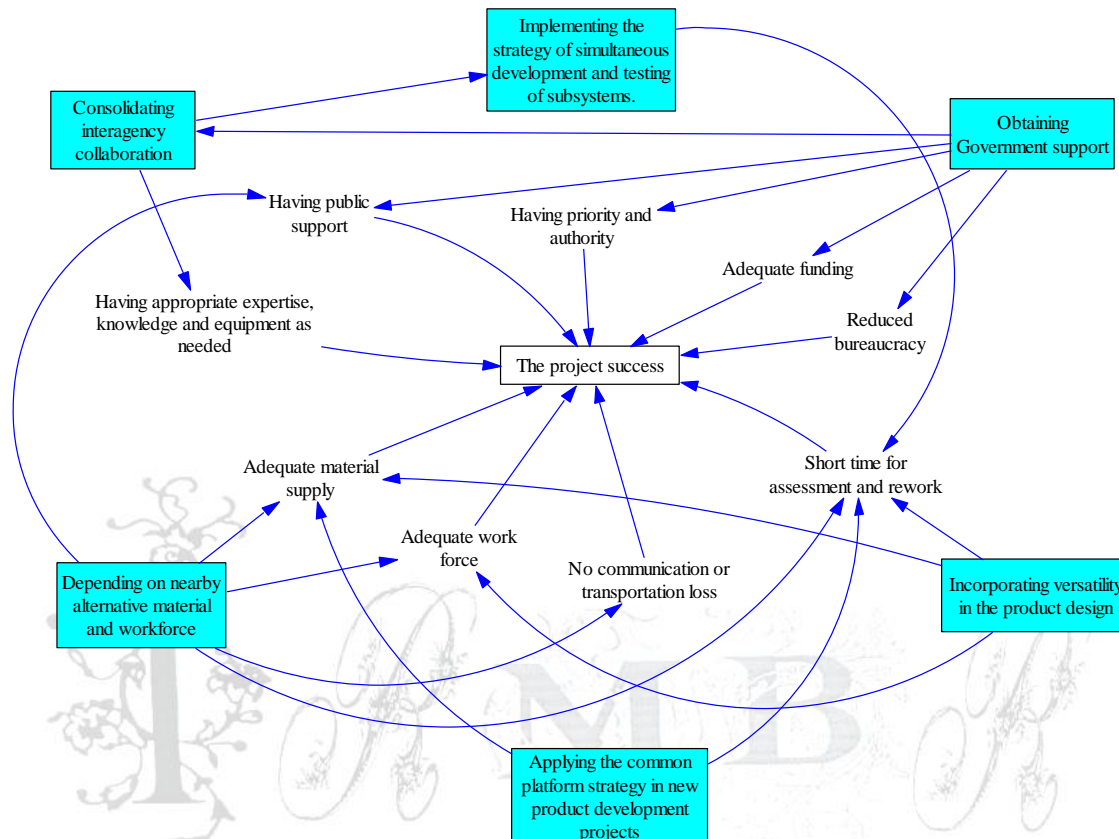 Implementing the
strategy of simultaneous
development and testing
of subsystems.
Consolidating
interagency
collaboration
Obtaining
Government support
Having public
support
Having priority and
authority
Adequate funding
Having appropriate expertise,
knowledge and equipment as
needed
Reduced
bureaucracy
The project success
Adequate material
supply
Short time for
assessment and rework
Adequate work
force
No communication or
transportation loss
Depending on nearby
alternative material
and workforce
Incorporating versatility
in the product design
Applying the common
platform strategy in new
product development
projects
I R M B R